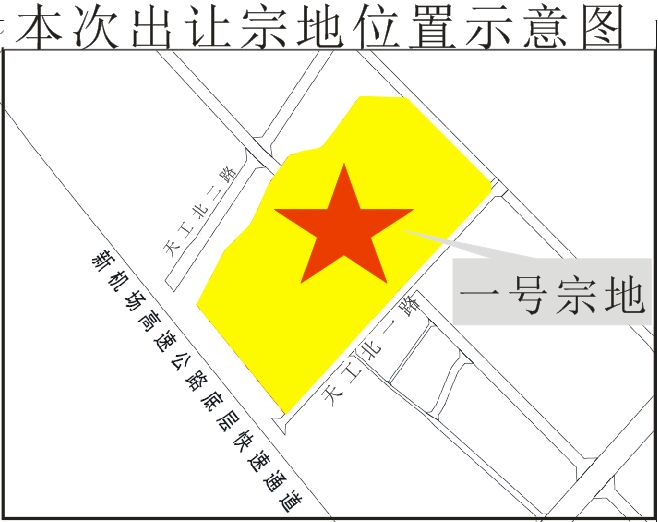 本次出让宗地位置示意图
天工北二路
新机场高速公路底层快速通道
一号宗地
天工北一路